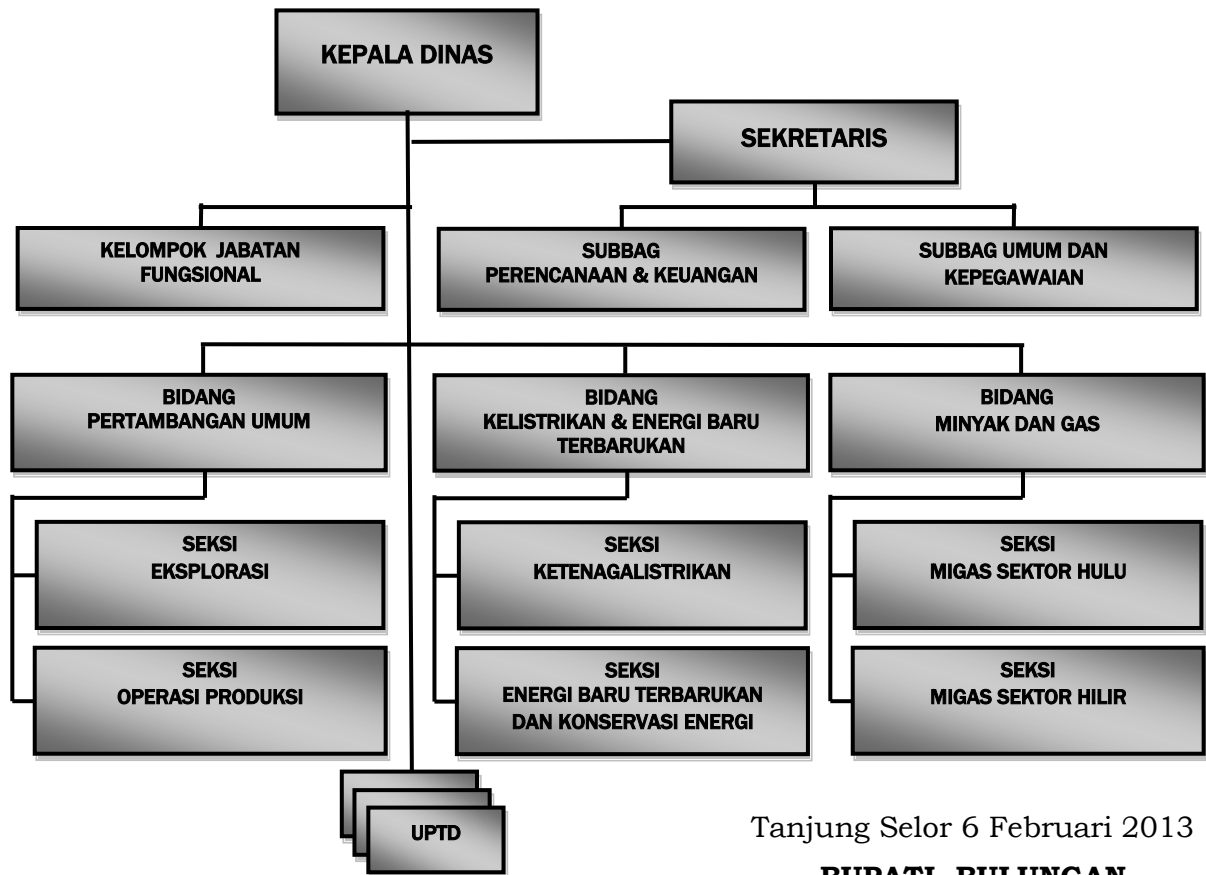 KEPALA DINAS
SEKRETARIS
KELOMPOK JABATAN
FUNGSIONAL
SUBBAG
PERENCANAAN & KEUANGAN
SUBBAG UMUM DAN
KEPEGAWAIAN
BIDANG
PERTAMBANGAN UMUM
BIDANG
KELISTRIKAN & ENERGI BARU
TERBARUKAN
BIDANG
MINYAK DAN GAS
SEKSI
EKSPLORASI
SEKSI
KETENAGALISTRIKAN
SEKSI
MIGAS SEKTOR HULU
SEKSI
OPERASI PRODUKSI
SEKSI
ENERGI BARU TERBARUKAN
DAN KONSERVASI ENERGI
SEKSI
MIGAS SEKTOR HILIR
UPTD
Tanjung Selor 6 Februari 2013
BUPATI BULUNGAN